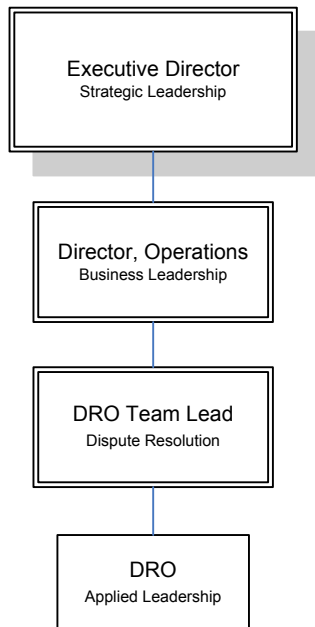 Executive Director
Strategic Leadership
Director, Operations
Business Leadership
DRO Team Lead
Dispute Resolution
DRO
Applied Leadership